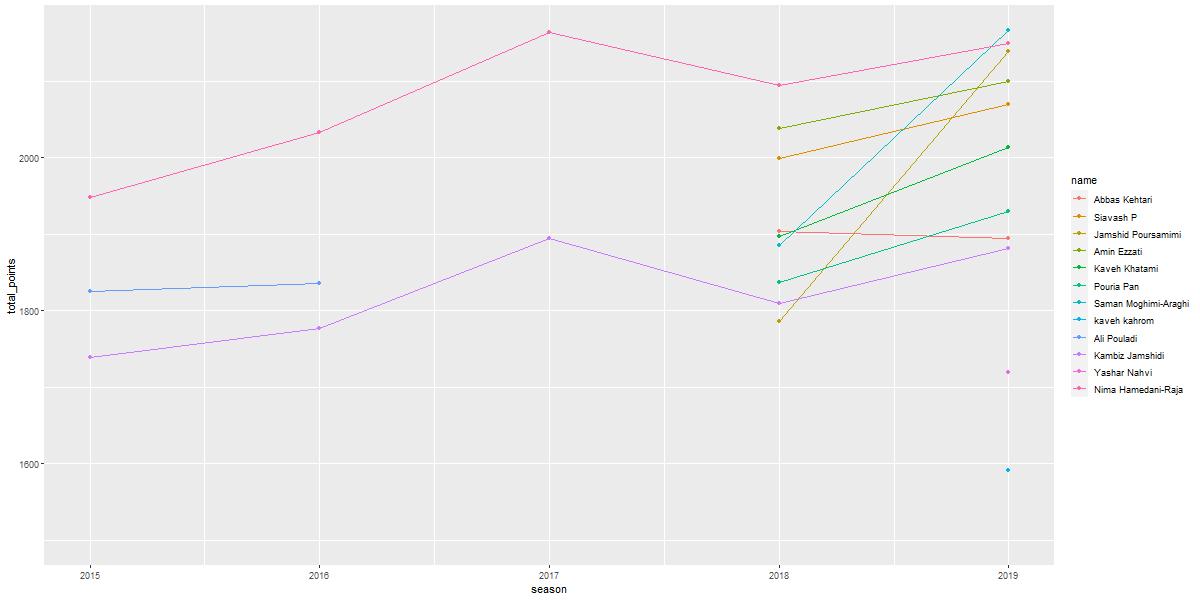 total_points
2000
1800
1600
2015
2016
2017
2018
2019
season
name
Abbas Kehtari
Siavash P
Jamshid Poursamimi
Amin Ezzati
Kaveh Khatami
Pouria Pan
Saman Moghimi-Araghi
kaveh kahrom
Ali Pouladi
Kambiz Jamshidi
Yashar Nahvi
Nima Hamedani-Raja